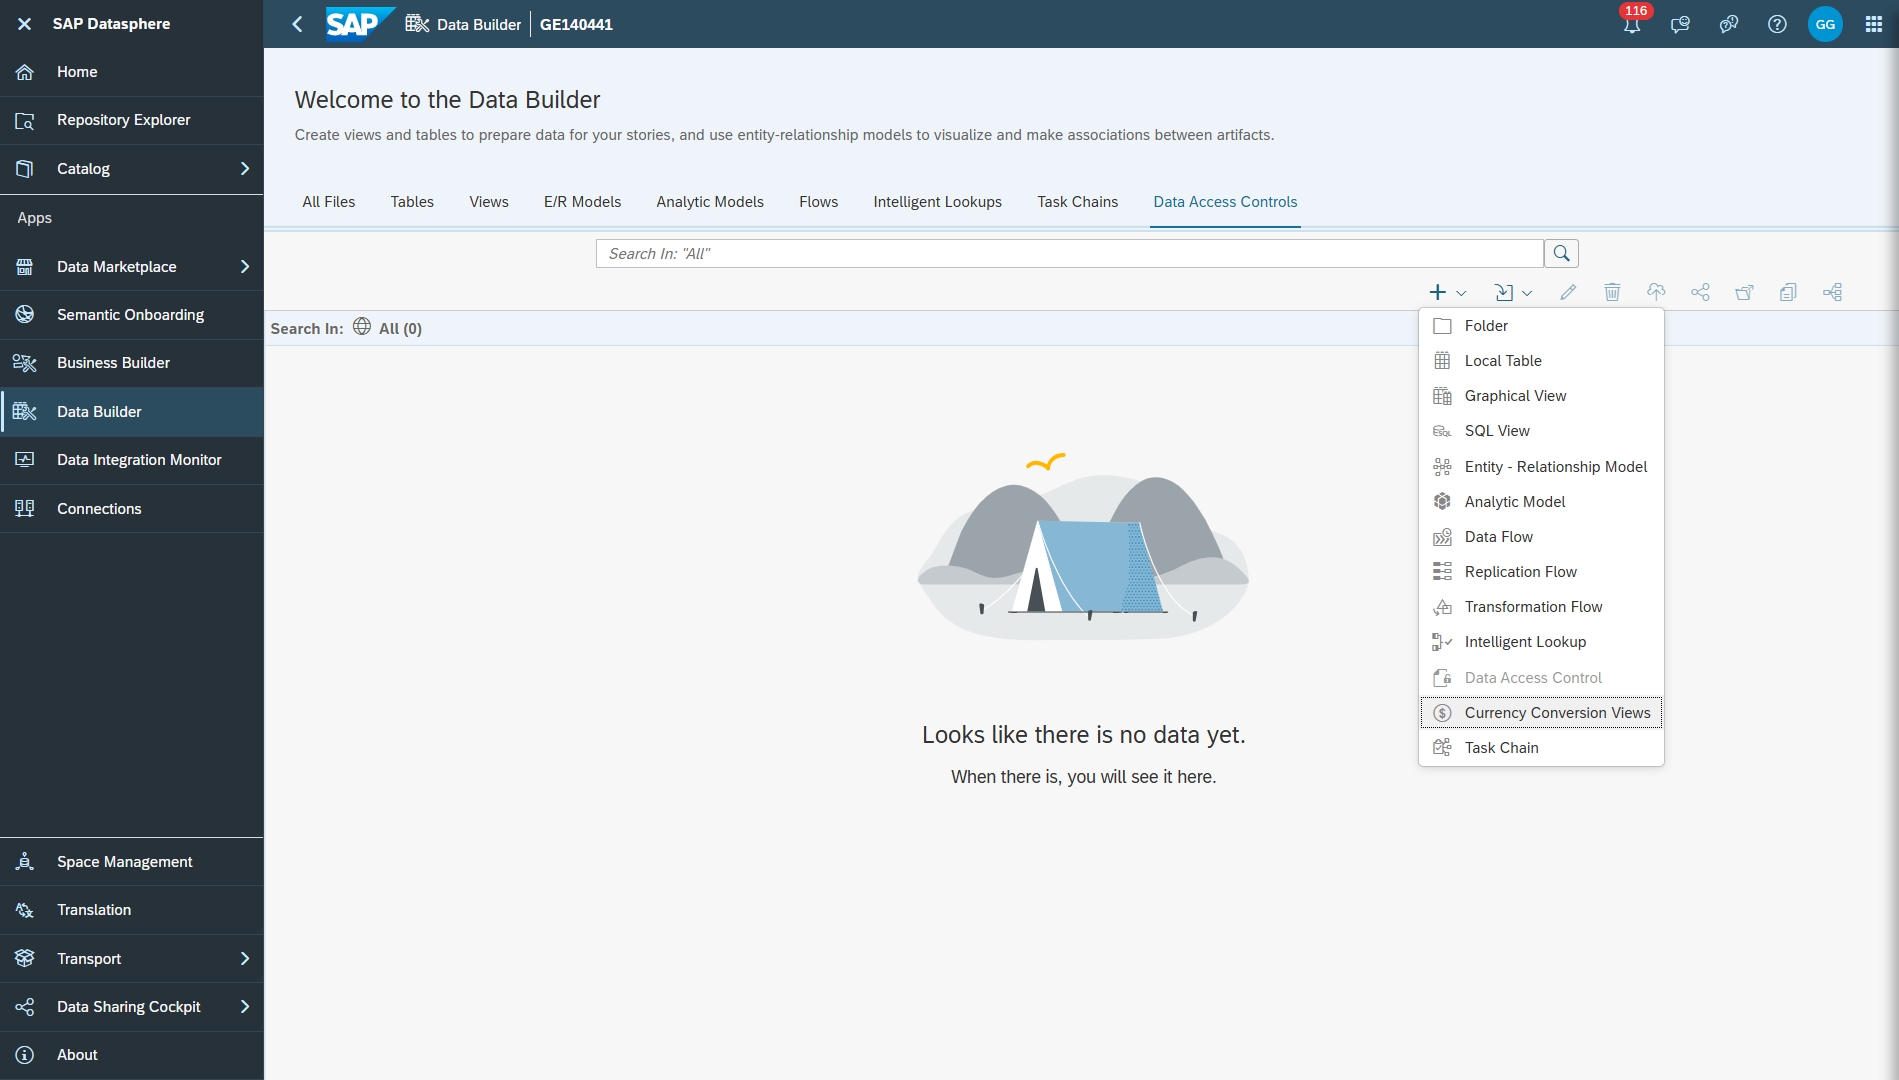 SAP Datasphere
SAP
Data Builder
GE140441
116
GG
Home
Repository Explorer
Catalog
Apps
Data Marketplace
Semantic Onboarding
Business Builder
Data Builder
Data Integration Monitor
Connections
Space Management
Translation
Transport
Data Sharing Cockpit
About
Welcome to the Data Builder
Create views and tables to prepare data for your stories, and use entity-relationship models to visualize and make associations between artifacts.
All Files Tables Views E/R Models Analytic Models Flows Intelligent Lookups Task Chains Data Access Controls
Search In: "All"
Search In: All (0)
Folder
Local Table
Graphical View
SQL View
Entity - Relationship Model
Analytic Model
Data Flow
Replication Flow
Transformation Flow
Intelligent Lookup
Data Access Control
Currency Conversion Views
Task Chain
Looks like there is no data yet.
When there is, you will see it here.